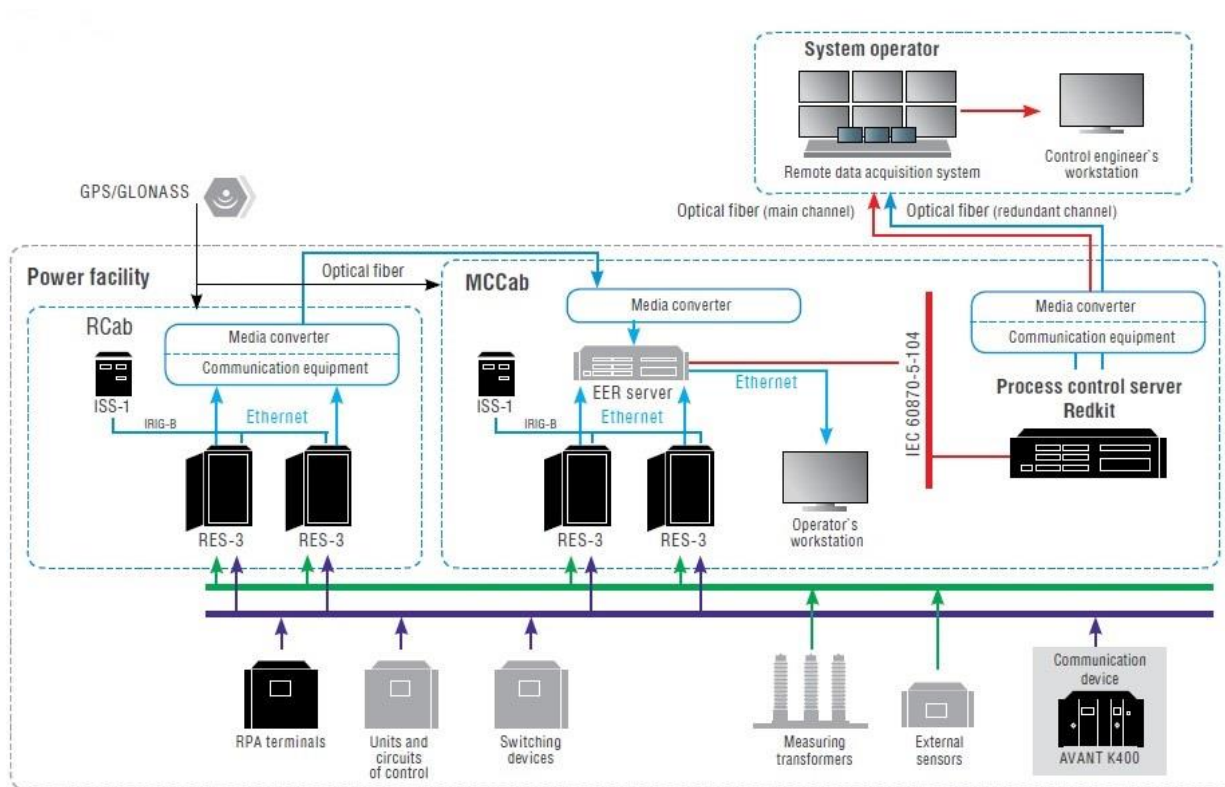 System operator
Remote data acquisition system
Control engineer`s
workstation
GPS/GLONASS
Optical fiber (main channel)
Optical fiber (redundant channel)
Power facility
Optical fiber
MCCab
RCab
Media converter
Communication equipment
ISS-1
IRIG-B
Ethernet
RES-3
RES-3
Media converter
ISS-1
EER server
Ethernet
IRIG-B
Ethernet
RES-3
RES-3
Operator`s
workstation
IEC 60870-5-104
Media converter
Communication equipment
Process control server
Redkit
RPA terminals
Units and
circuits
of control
Switching
devices
Measuring
transformers
External
sensors
Communication
device
AVANT K400